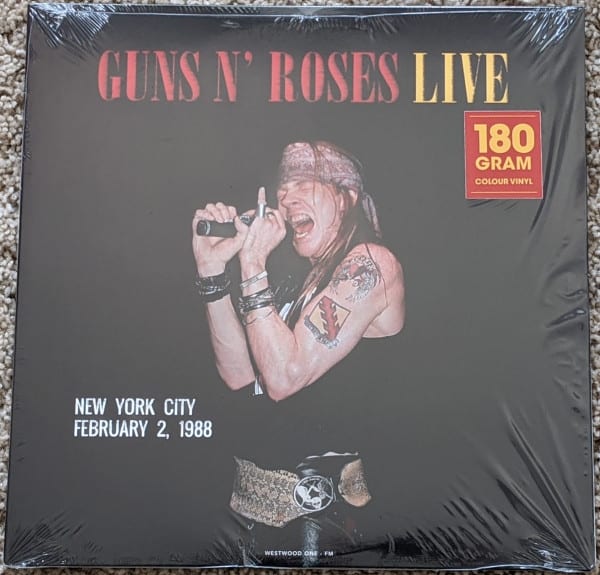 GUNS N' ROSES LIVE
180
GRAM
COLOUR VINYL
NEW YORK CITY
FEBRUARY 2, 1988
WESTWOOD ONE - FM